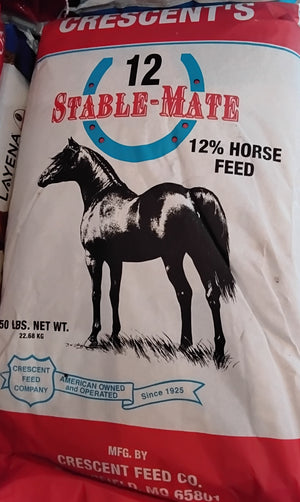 CRESCENT'S
12
STABLE-MATE
12% HORSE
FEED
LAYENA
50 LBS. NET WT.
22.68 KG
CRESCENT
FEED
COMPANY
AMERICAN OWNED
and OPERATED
Since 1925
MFG. BY
CRESCENT FEED CO.
MO 65801